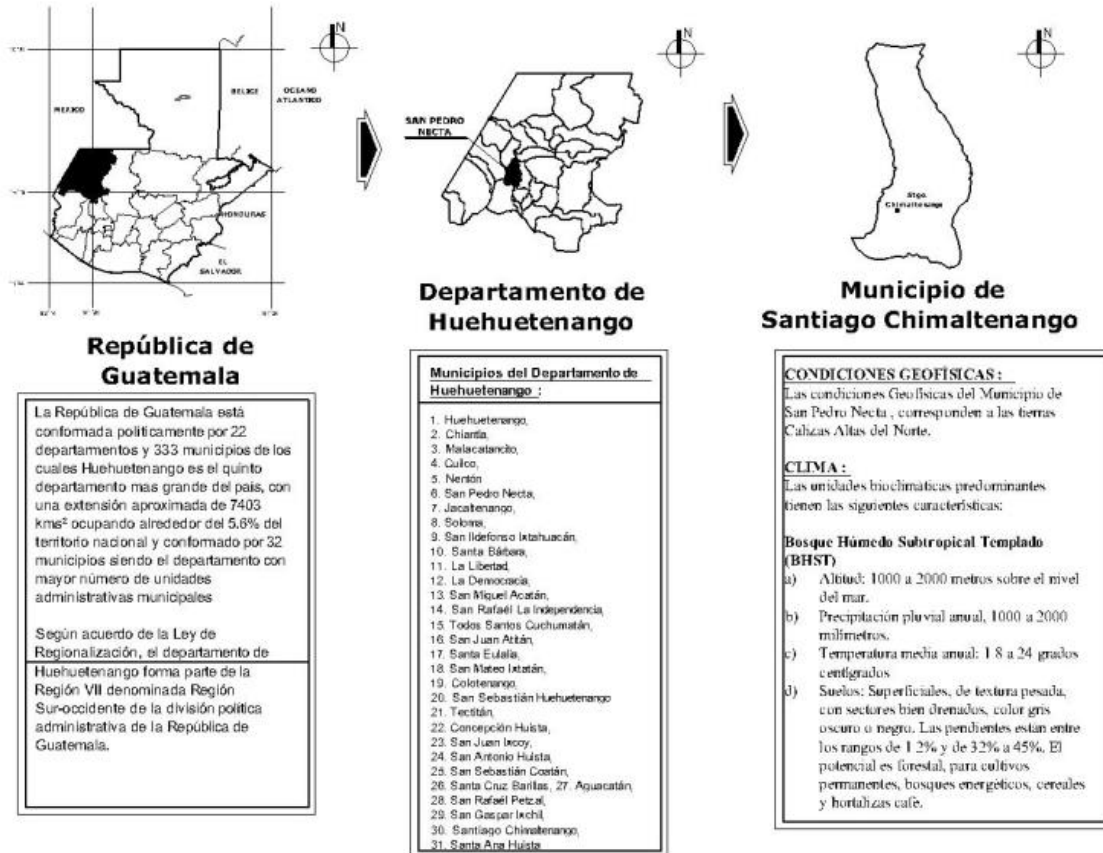 N
N
N
MEXICO
BELICE
OCEANO
ATLANTICO
HONDURAS
EL
SALVADOR
República de
Guatemala
La República de Guatemala está
conformada politicamente por 22
departarmentos y 333 municipios de los
cuales Huehuetenango es el quinto
departamento mas grande del pais, con
una extensión aproximada de 7403
kms² ocupando alrededor del 5.6% del
territorio nacional y conformado por 32
municipios siendo el departamento con
mayor número de unidades
administrativas municipales
Según acuerdo de la Ley de
Regionalización, el departamento de
Huehuetenango forma parte de la
Región VII denominada Región
Sur-occidente de la división política
administrativa de la República de
Guatemala.
SAN PEDRO
NECTA
Departamento de
Huehuetenango
Municipios del Departamento de
Huehuetenango :
1. Huehuetenango,
2. Chiantla,
3. Malacatancito,
4. Cuilco,
5. Nentón
6. San Pedro Necta,
7. Jacaltenango,
8. Soloma,
9. San Ildefonso Ixtahuacán,
10. Santa Bárbara,
11. La Libertad,
12. La Democracia,
13. San Miguel Acatán,
14. San Rafaél La Independencia,
15. Todos Santos Cuchumatán,
16. San Juan Atitán,
17. Santa Eulalia,
18. San Mateo Ixtatán,
19. Colotenango,
20. San Sebastián Huehuetenango
21. Tectitán,
22. Concepción Huista,
23. San Juan Ixcoy,
24. San Antonio Huista,
25. San Sebastián Coatán,
26. Santa Cruz Barillas, 27. Aguacatán,
28. San Rafaél Petzal,
29. San Gaspar Ixchil,
30. Santiago Chimaltenango,
31. Santa Ana Huista
Stgo.
Chimaltenango
Municipio de
Santiago Chimaltenango
CONDICIONES GEOFÍSICAS :
Las condiciones Geofísicas del Municipio de
San Pedro Necta , corresponden a las tierras
Calizas Altas del Norte.
CLIMA :
Las unidades bioclimáticas predominantes
tienen las siguientes características:
Bosque Húmedo Subtropical Templado
(BHST)
a) Altitud: 1000 a 2000 metros sobre el nivel
del mar.
b) Precipitación pluvial anual, 1000 a 2000
milímetros.
c) Temperatura media anual: 1 8 a 24 grados
centígrados
d) Suelos: Superficiales, de textura pesada,
con sectores bien drenados, color gris
oscuro o negro. Las pendientes están entre
los rangos de 1 2% y de 32% a 45%. El
potencial es forestal, para cultivos
permanentes, bosques energéticos, cereales
y hortalizas café.